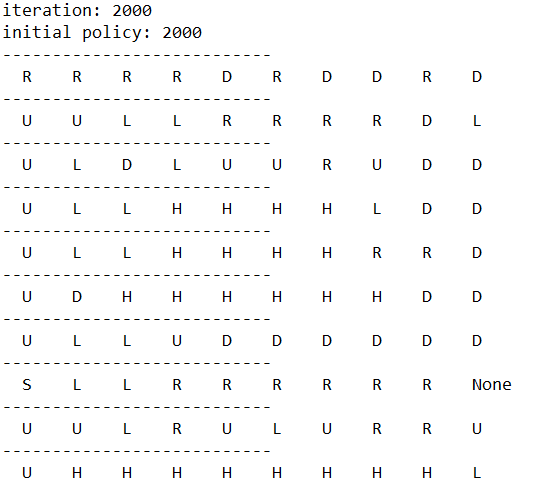 iteration: 2000
initial policy: 2000
---------------------------
R R R R D R D D R D
---------------------------
U U L L R R R R D L
---------------------------
U L D L U U R U D D
---------------------------
U L L H H H H L D D
---------------------------
U L L H H H H R R D
---------------------------
U D H H H H H H D D
---------------------------
U L L U D D D D D D
---------------------------
S L L R R R R R R None
---------------------------
U U L R U L U R R U
---------------------------
U H H H H H H H H L